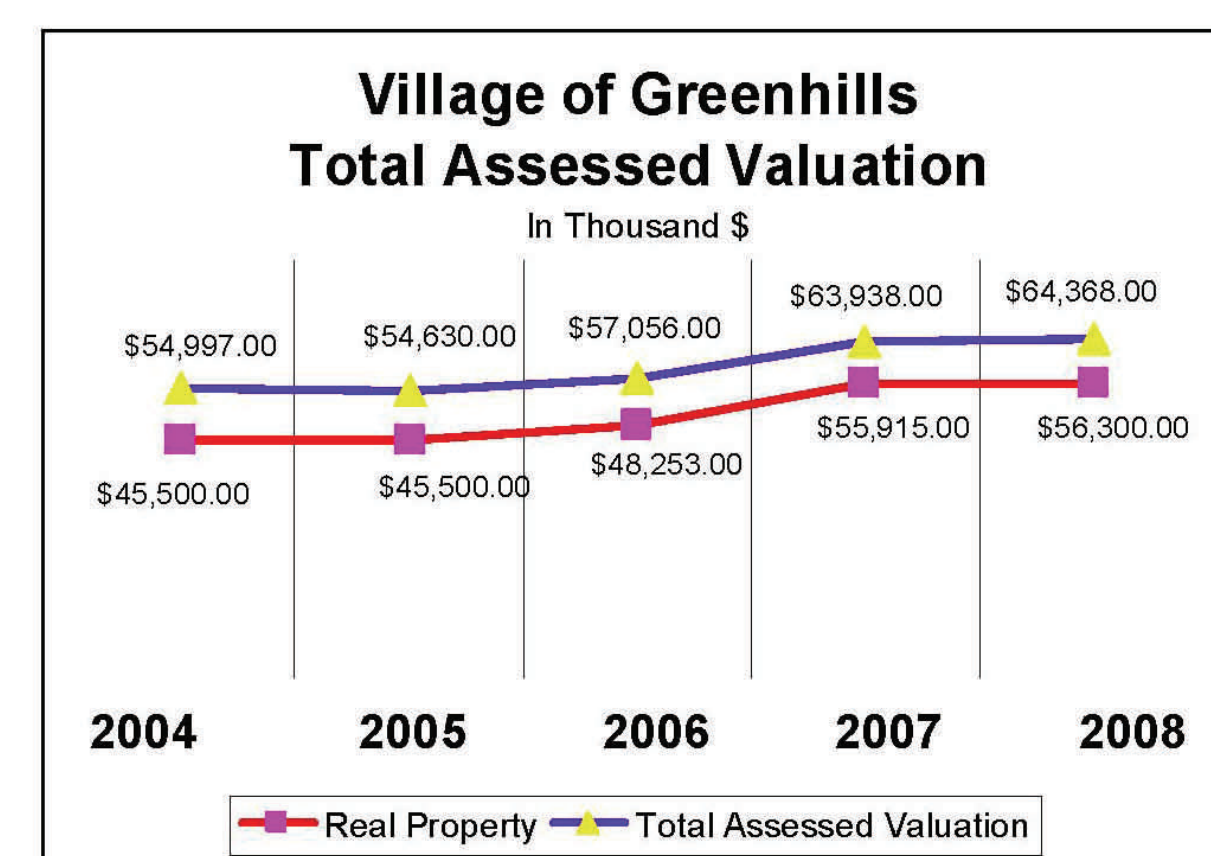 Village of Greenhills
Total Assessed Valuation
In Thousand $
$54,997.00 $54,630.00 $57,056.00 $63,938.00 $64,368.00
$45,500.00 $45,500.00 $48,253.00 $55,915.00 $56,300.00
2004 2005 2006 2007 2008
Real Property Total Assessed Valuation